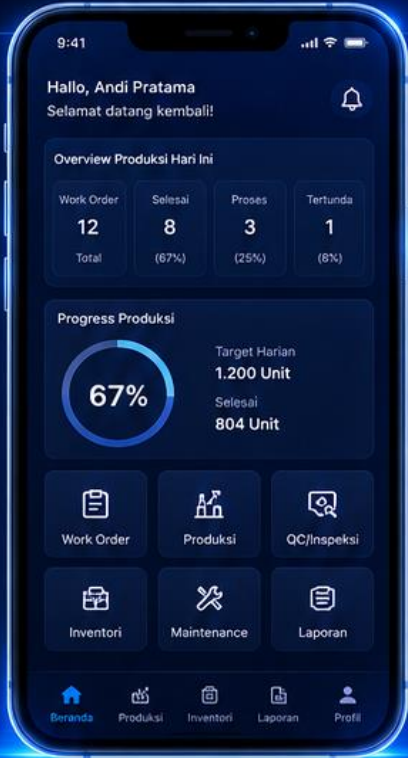 9:41
Hallo, Andi Pratama
Selamat datang kembali!
Overview Produksi Hari Ini
Work Order Selesai Proses Tertunda
12 8 3 1
Total (67%) (25%) (8%)
Progress Produksi
67%
Target Harian
1.200 Unit
Selesai
804 Unit
Work Order Produksi QC/Inspeksi
Inventori Maintenance Laporan
Beranda Produksi Inventori Laporan Profil